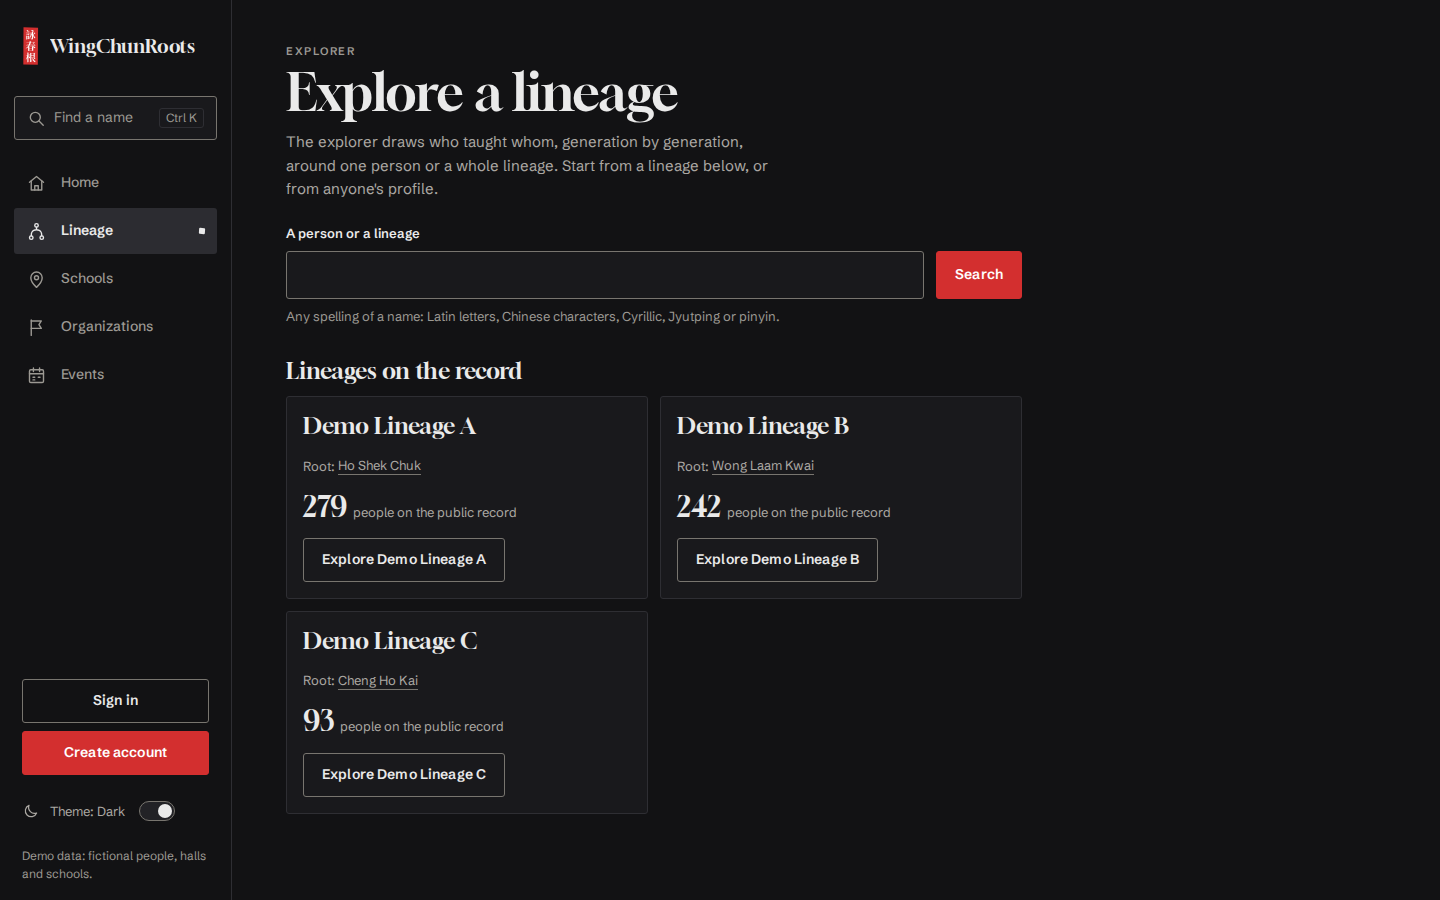 詠春根
WingChunRoots
Find a name
Ctrl K
Home
Lineage
Schools
Organizations
Events
Sign in
Create account
Theme: Dark
Demo data: fictional people, halls
and schools.
EXPLORER
Explore a lineage
The explorer draws who taught whom, generation by generation,
around one person or a whole lineage. Start from a lineage below, or
from anyone's profile.
A person or a lineage
Search
Any spelling of a name: Latin letters, Chinese characters, Cyrillic, Jyutping or pinyin.
Lineages on the record
Demo Lineage A
Root: Ho Shek Chuk
279 people on the public record
Explore Demo Lineage A
Demo Lineage B
Root: Wong Laam Kwai
242 people on the public record
Explore Demo Lineage B
Demo Lineage C
Root: Cheng Ho Kai
93 people on the public record
Explore Demo Lineage C